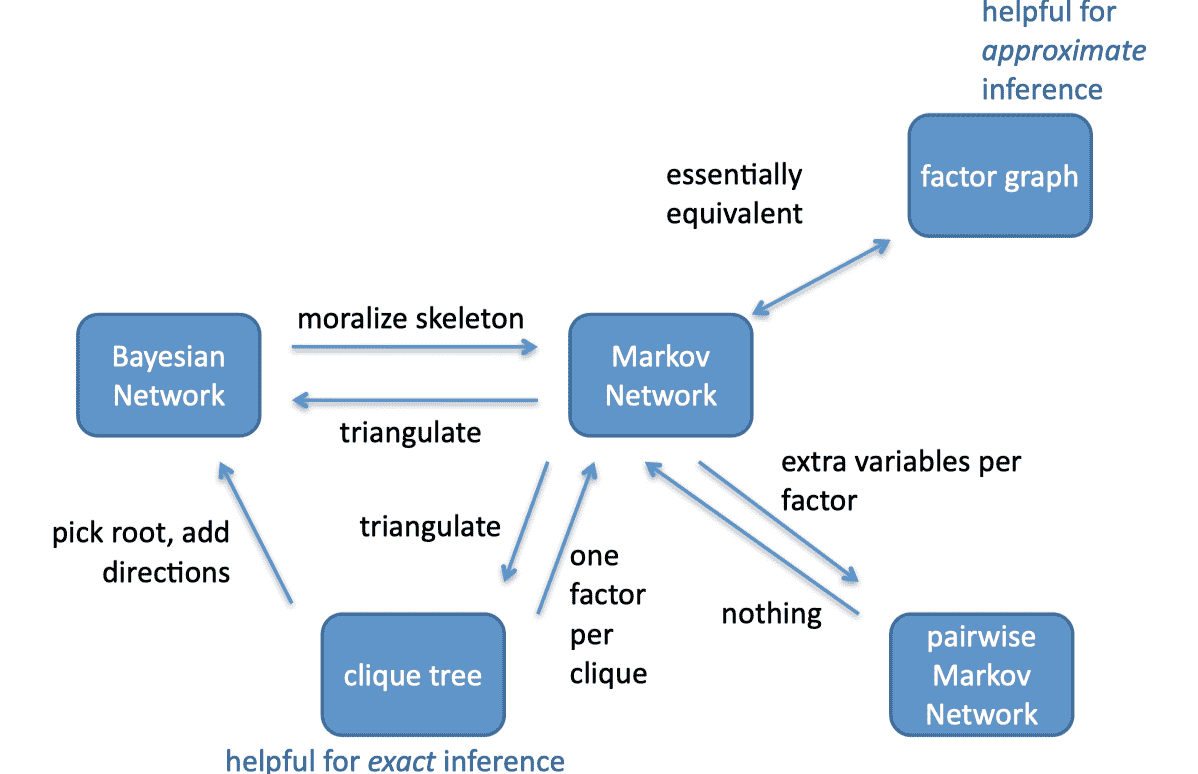 helpful for
approximate
inference
factor graph
essentially
equivalent
moralize skeleton
Bayesian
Network
Markov
Network
triangulate
extra variables per
factor
pick root, add
directions
triangulate
one
factor
per
clique
nothing
clique tree
pairwise
Markov
Network
helpful for exact inference